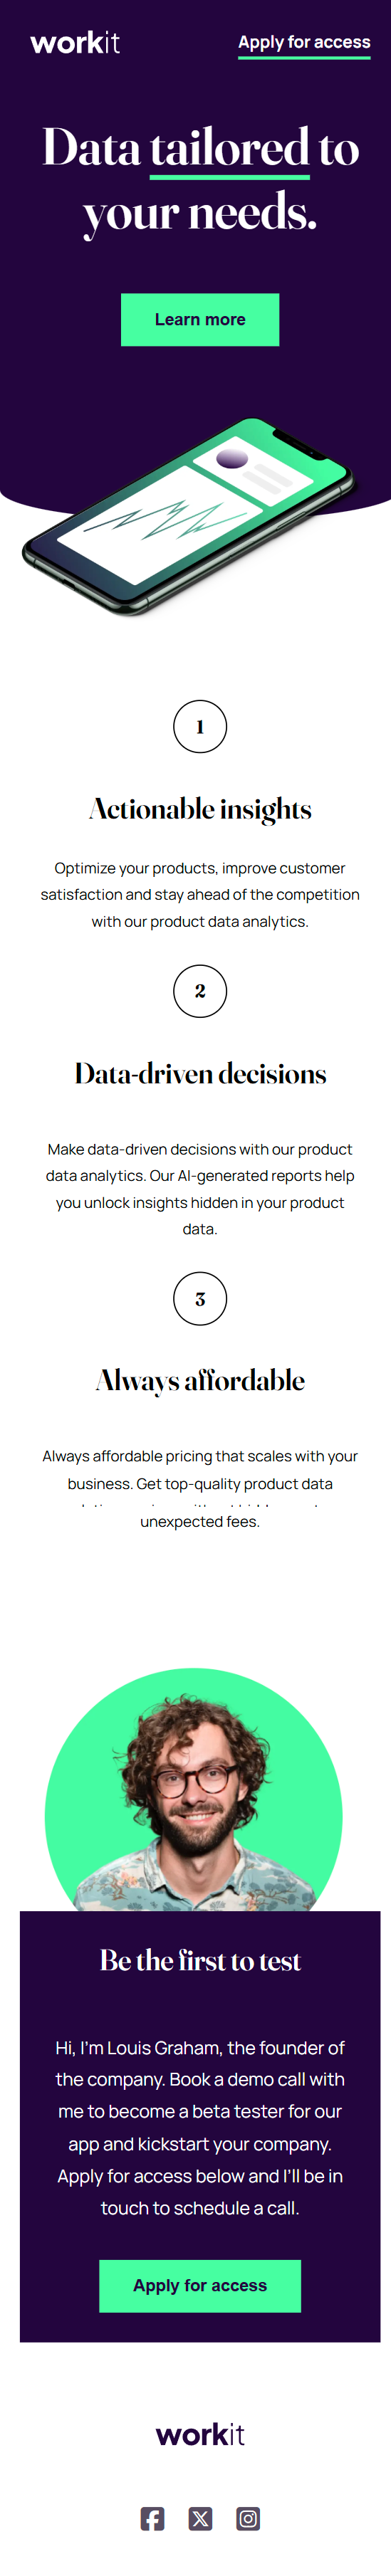 workit
Apply for access
Data tailored to
your needs.
Learn more
1
Actionable insights
Optimize your products, improve customer
satisfaction and stay ahead of the competition
with our product data analytics.
2
Data-driven decisions
Make data-driven decisions with our product
data analytics. Our AI-generated reports help
you unlock insights hidden in your product
data.
3
Always affordable
Always affordable pricing that scales with your
business. Get top-quality product data
unexpected fees.
Be the first to test
Hi, I'm Louis Graham, the founder of
the company. Book a demo call with
me to become a beta tester for our
app and kickstart your company.
Apply for access below and I'll be in
touch to schedule a call.
Apply for access
workit